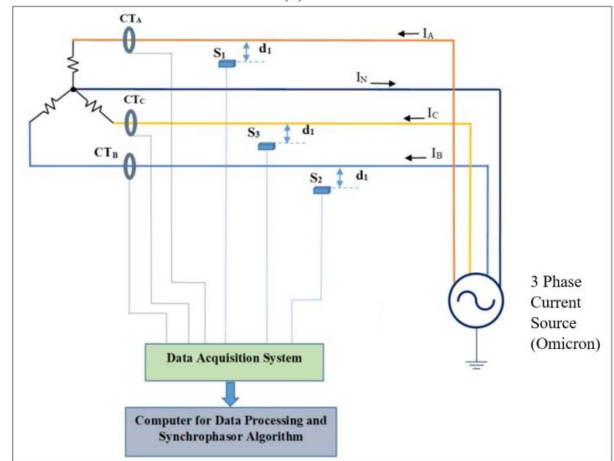 CTA
IA
S1
d1
IN
CTC
IC
S3
d1
CTB
IB
S2
d1
3 Phase
Current
Source
(Omicron)
Data Acquisition System
Computer for Data Processing and
Synchrophasor Algorithm